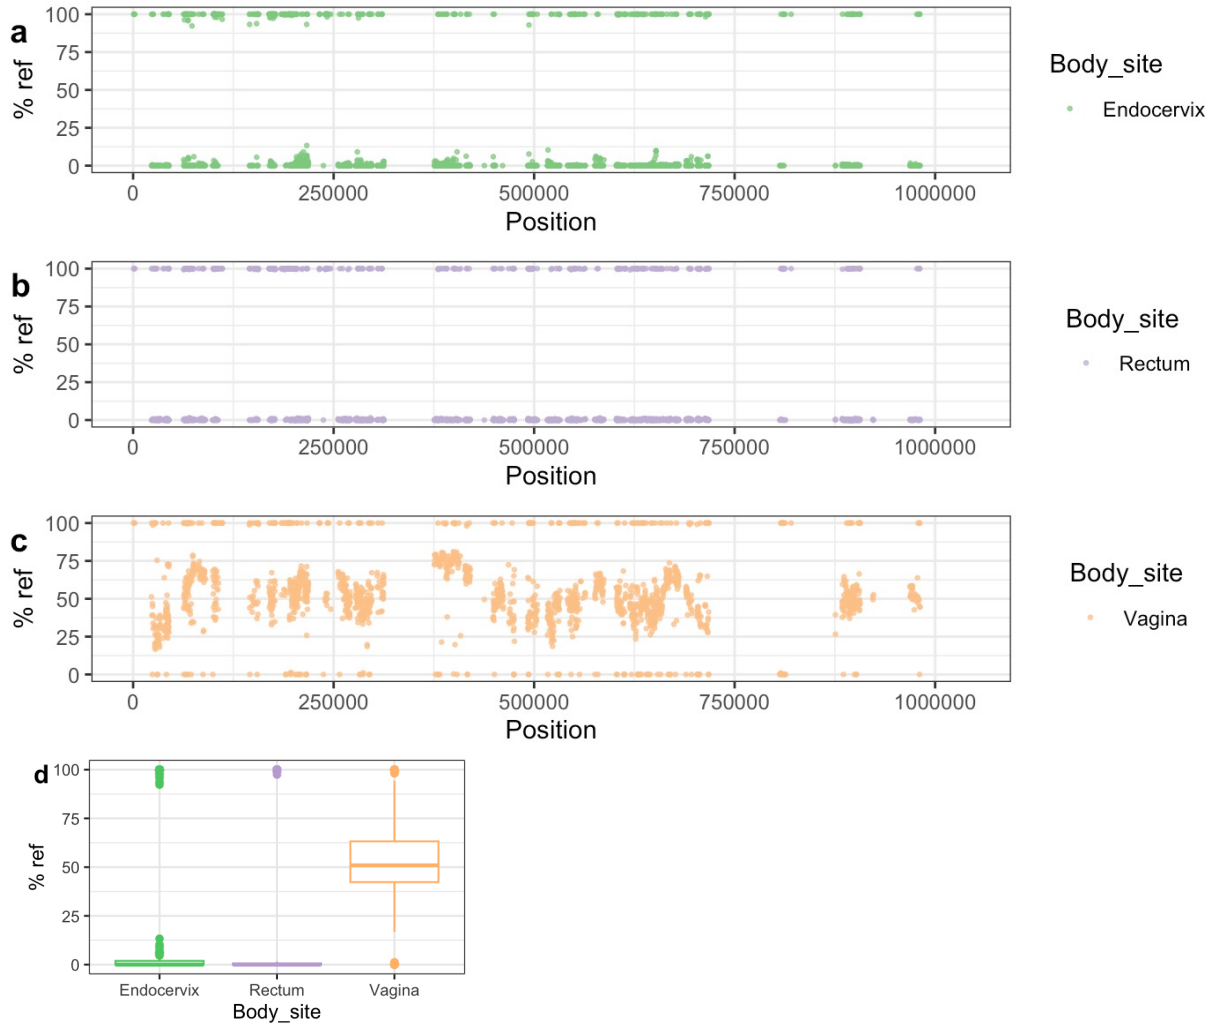 a
% ref
100
75
50
25
0
0 250000 500000 750000 1000000
Position
Body_site
Endocervix
b
% ref
100
75
50
25
0
0 250000 500000 750000 1000000
Position
Body_site
Rectum
c
% ref
100
75
50
25
0
0 250000 500000 750000 1000000
Position
Body_site
Vagina
d
% ref
100
75
50
25
0
Endocervix Rectum Vagina
Body_site